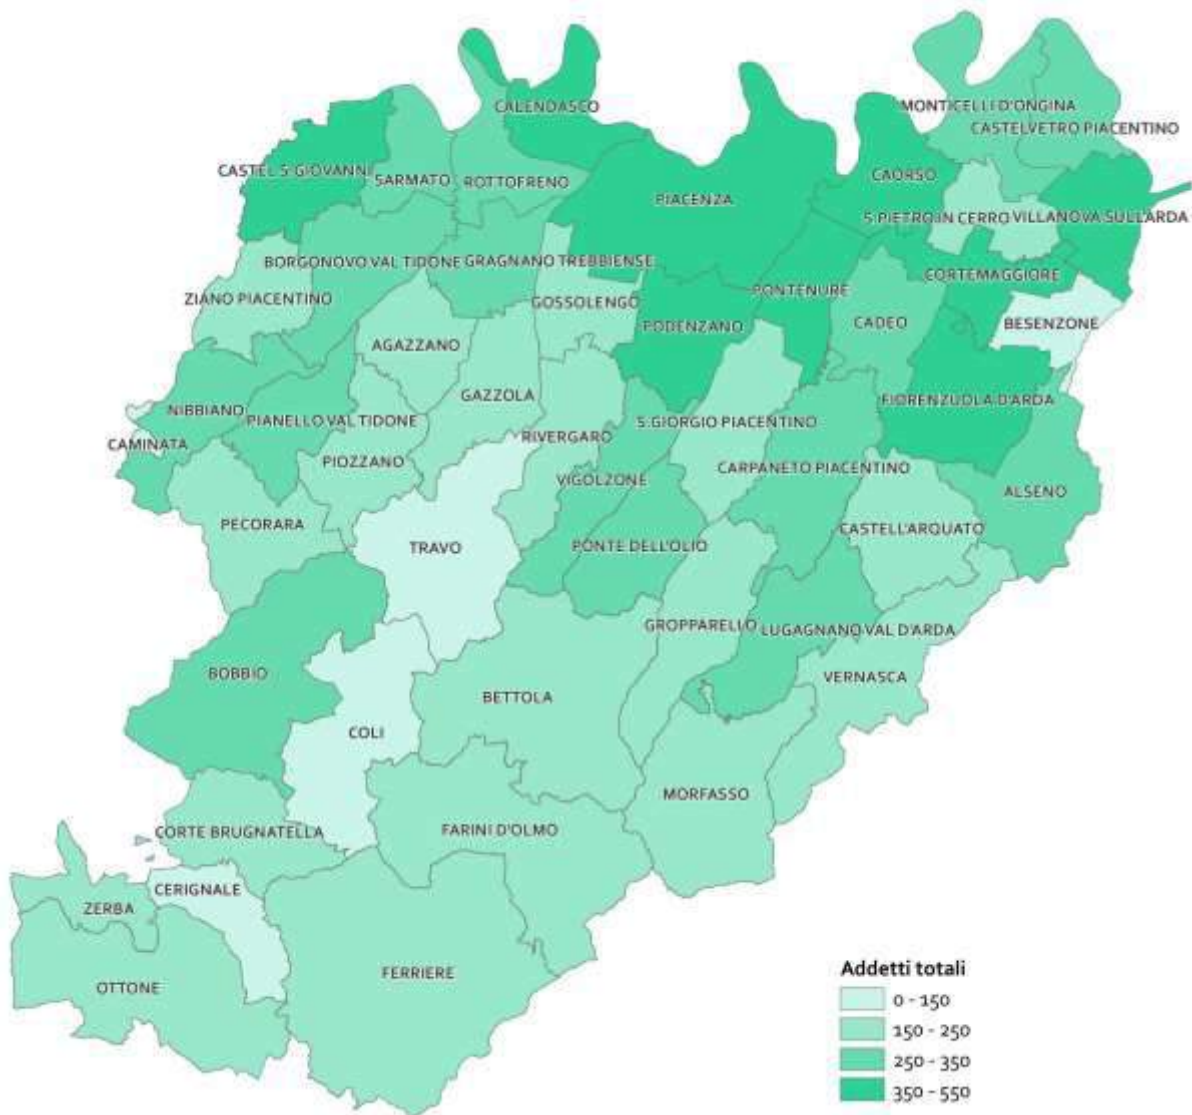 CALENDASCO
MONTICELLI D'ONGINA
CASTELVETRO PIACENTINO
CASTEL S.GIOVANNI
SARMATO
ROTTOFRENO
CAORSO
PIACENZA
S.PIETRO IN CERRO
VILLANOVA SULL'ARDA
BORGONOVO VAL TIDONE
GRAGNANO TREBBIENSE
CORTEMAGGIORE
ZIANO PIACENTINO
GOSSOLENGO
PONTENURE
PODENZANO
CADEO
BESENZONE
AGAZZANO
GAZZOLA
FIORENZUOLA D'ARDA
NIBBIANO
PIANELLO VAL TIDONE
S.GIORGIO PIACENTINO
RIVERGARO
CAMINATA
PIOZZANO
CARPANETO PIACENTINO
VIGOLZONE
ALSENO
PECORARA
CASTELL'ARQUATO
TRAVO
PONTE DELL'OLIO
GROPPARELLO
LUGAGNANO VAL D'ARDA
BOBBIO
VERNASCA
BETTOLA
COLI
MORFASSO
CORTE BRUGNATELLA
FARINI D'OLMO
CERIGNALE
ZERBA
FERRIERE
OTTONE
Addetti totali
0 - 150
150 - 250
250 - 350
350 - 550